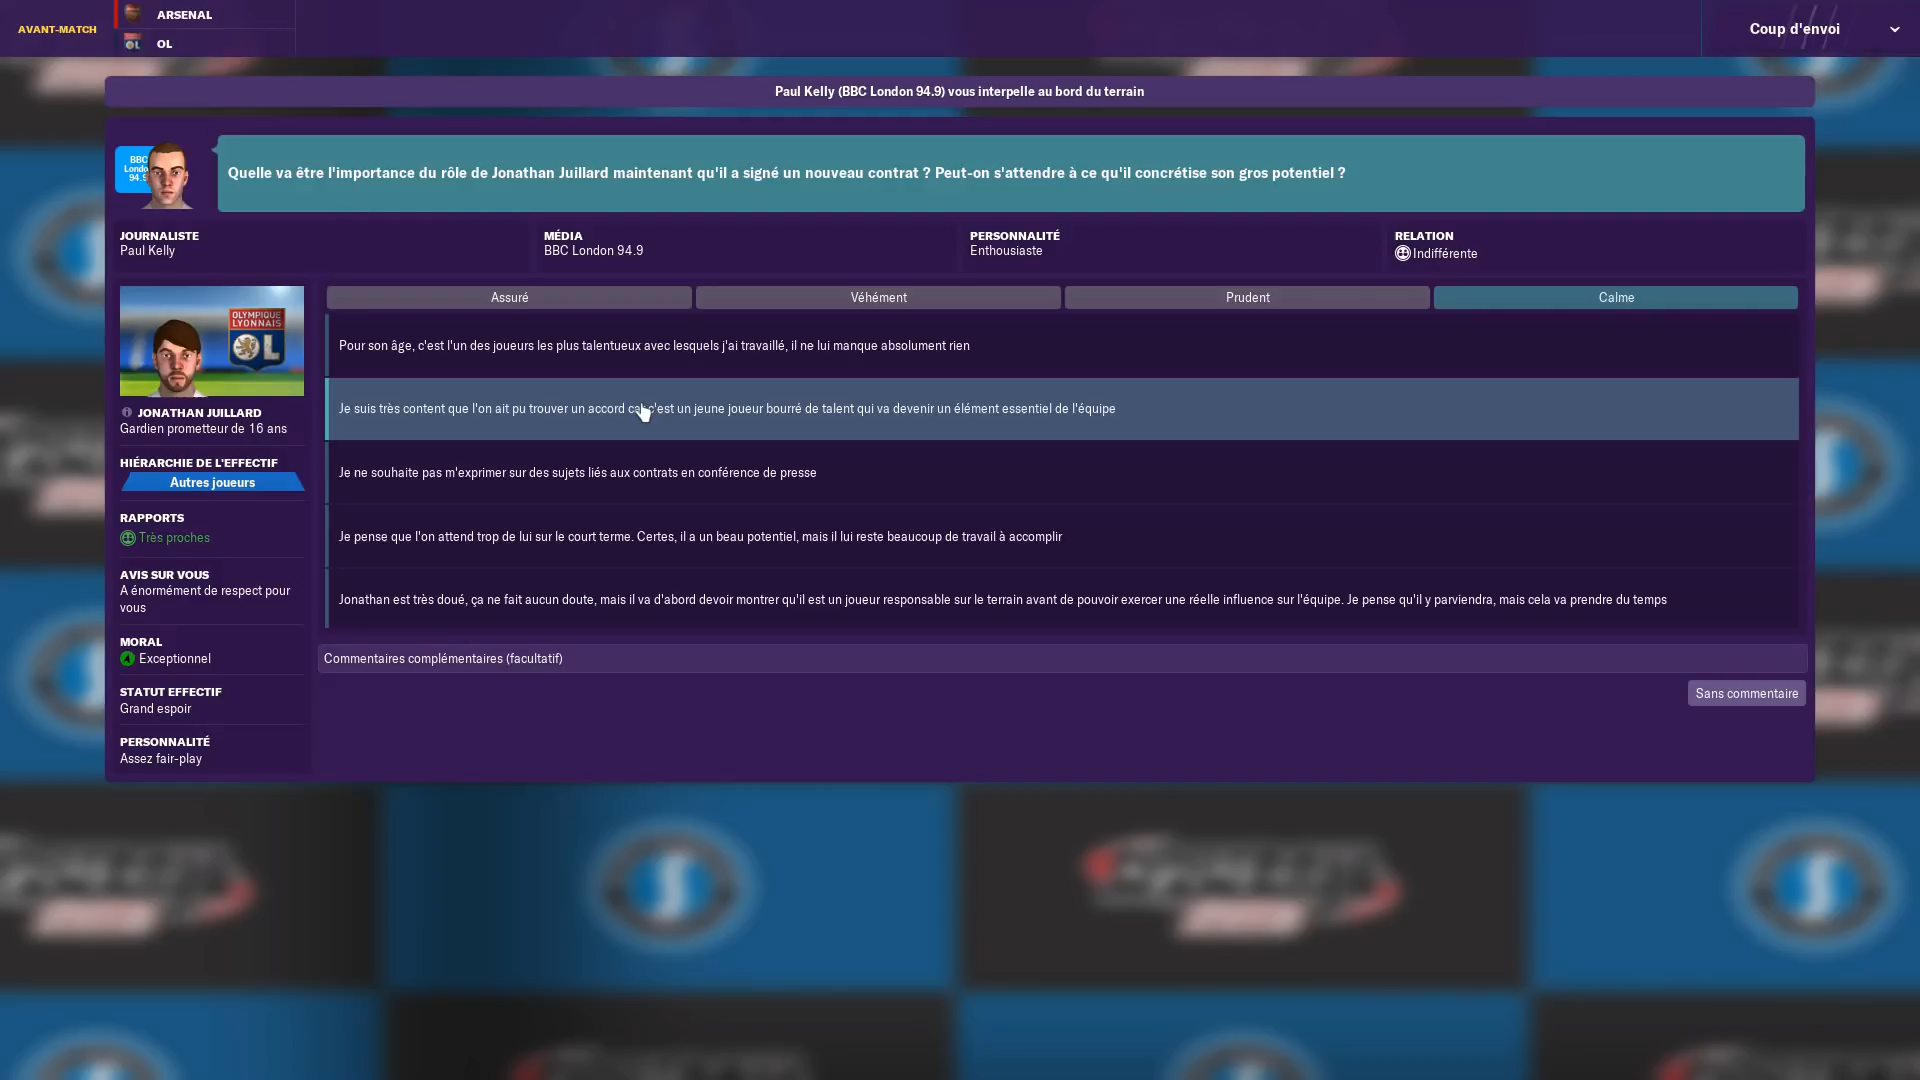 AVANT-MATCH
ARSENAL
OL
Coup d'envoi
Paul Kelly (BBC London 94.9) vous interpelle au bord du terrain
BBC
London
94.9
Quelle va être l'importance du rôle de Jonathan Juillard maintenant qu'il a signé un nouveau contrat ? Peut-on s'attendre à ce qu'il concrétise son gros potentiel ?
JOURNALISTE
Paul Kelly
MÉDIA
BBC London 94.9
PERSONNALITÉ
Enthousiaste
RELATION
Indifférente
Assuré
Véhément
Prudent
Calme
OLYMPIQUE
LYONNAIS
OL
JONATHAN JUILLARD
Gardien prometteur de 16 ans
HIÉRARCHIE DE L'EFFECTIF
Autres joueurs
RAPPORTS
Très proches
AVIS SUR VOUS
A énormément de respect pour
vous
MORAL
Exceptionnel
STATUT EFFECTIF
Grand espoir
PERSONNALITÉ
Assez fair-play
Pour son âge, c'est l'un des joueurs les plus talentueux avec lesquels j'ai travaillé, il ne lui manque absolument rien
Je suis très content que l'on ait pu trouver un accord car c'est un jeune joueur bourré de talent qui va devenir un élément essentiel de l'équipe
Je ne souhaite pas m'exprimer sur des sujets liés aux contrats en conférence de presse
Je pense que l'on attend trop de lui sur le court terme. Certes, il a un beau potentiel, mais il lui reste beaucoup de travail à accomplir
Jonathan est très doué, ça ne fait aucun doute, mais il va d'abord devoir montrer qu'il est un joueur responsable sur le terrain avant de pouvoir exercer une réelle influence sur l'équipe. Je pense qu'il y parviendra, mais cela va prendre du temps
Commentaires complémentaires (facultatif)
Sans commentaire